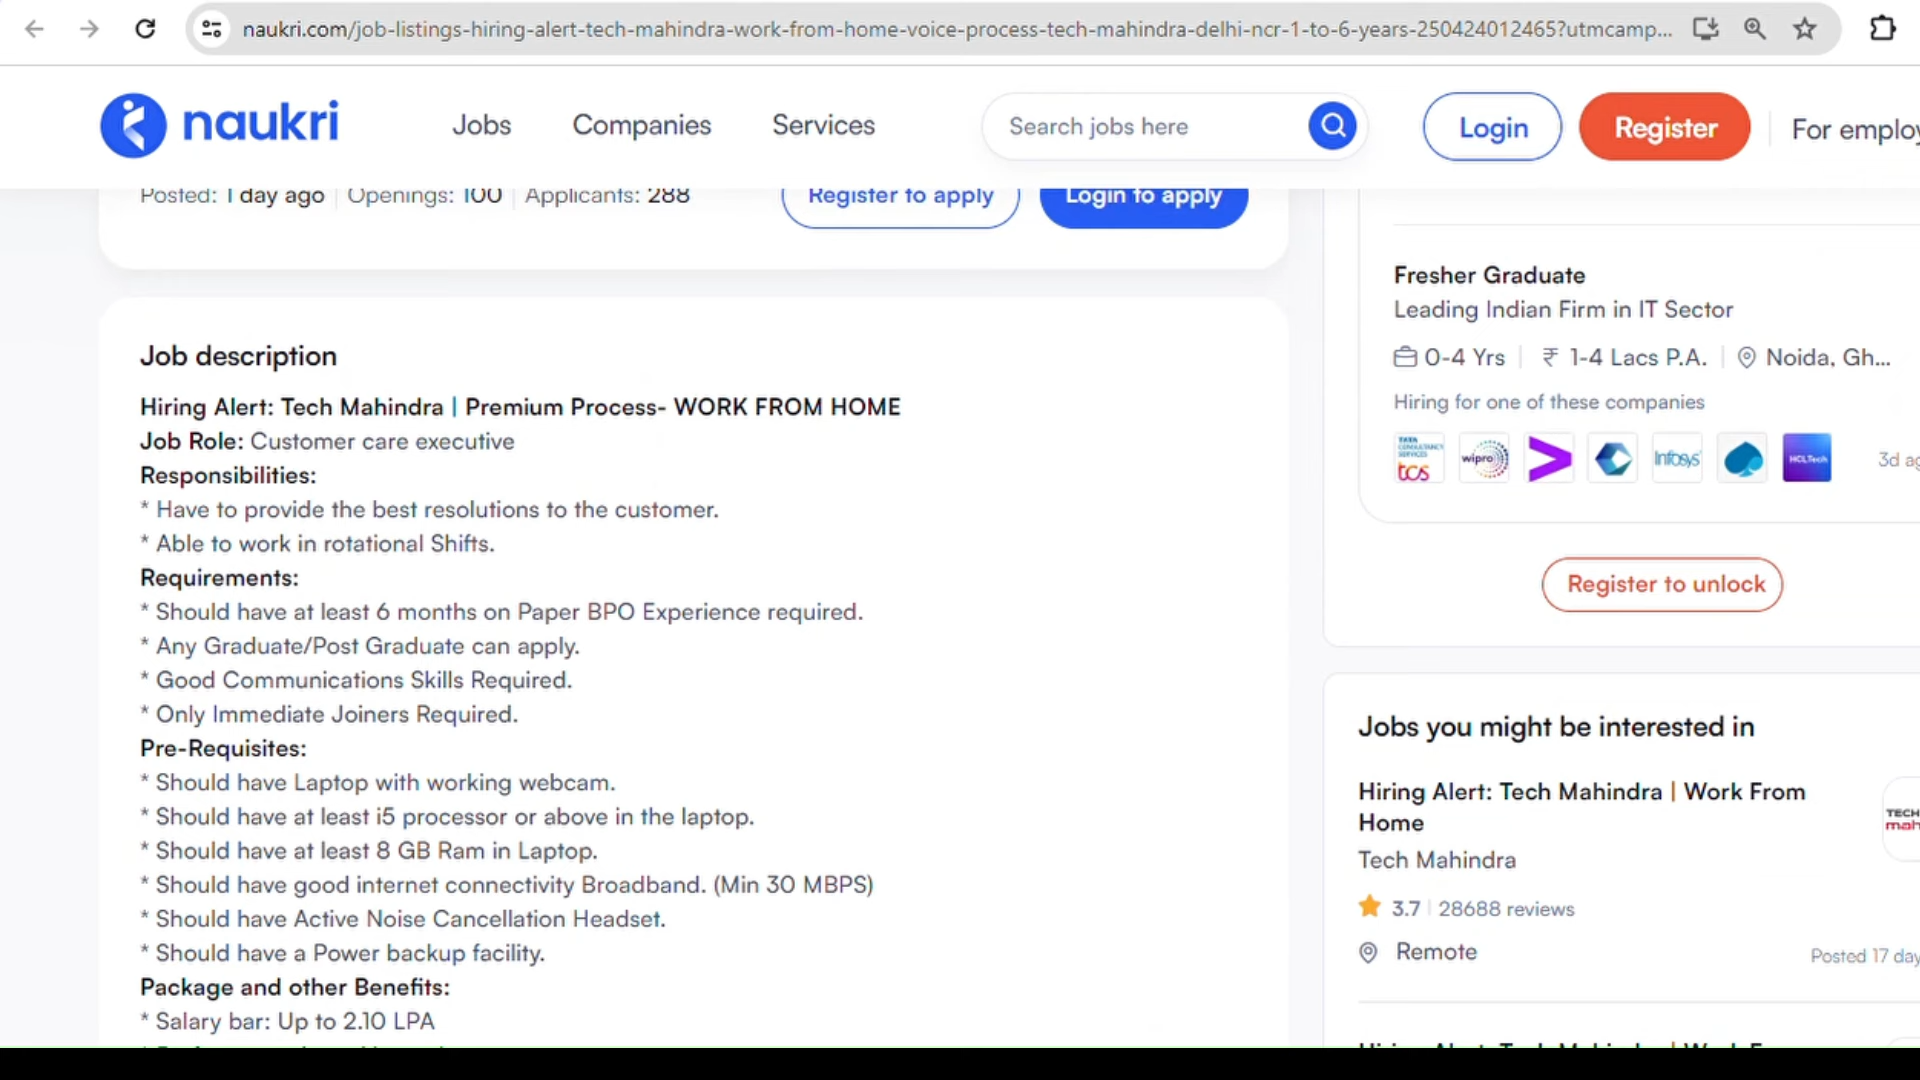 naukri.com/job-listings-hiring-alert-tech-mahindra-work-from-home-voice-process-tech-mahindra-delhi-ncr-1-to-6-years-250424012465?utmcamp...
naukri
Jobs
Companies
Services
Search jobs here
Login
Register
For employ
Posted: 1 day ago
Openings: 100
Applicants: 288
Register to apply
Login to apply
Job description
Hiring Alert: Tech Mahindra | Premium Process- WORK FROM HOME
Job Role: Customer care executive
Responsibilities:
* Have to provide the best resolutions to the customer.
* Able to work in rotational Shifts.
Requirements:
* Should have at least 6 months on Paper BPO Experience required.
* Any Graduate/Post Graduate can apply.
* Good Communications Skills Required.
* Only Immediate Joiners Required.
Pre-Requisites:
* Should have Laptop with working webcam.
* Should have at least i5 processor or above in the laptop.
* Should have at least 8 GB Ram in Laptop.
* Should have good internet connectivity Broadband. (Min 30 MBPS)
* Should have Active Noise Cancellation Headset.
* Should have a Power backup facility.
Package and other Benefits:
* Salary bar: Up to 2.10 LPA
Fresher Graduate
Leading Indian Firm in IT Sector
0-4 Yrs
₹ 1-4 Lacs P.A.
Noida, Gh...
Hiring for one of these companies
TATA CONSULTANCY SERVICES tcs
wipro
Infosys
HCLTech
3d ag
Register to unlock
Jobs you might be interested in
Hiring Alert: Tech Mahindra | Work From
Home
TECH
mah
Tech Mahindra
3.7 | 28688 reviews
Remote
Posted 17 day